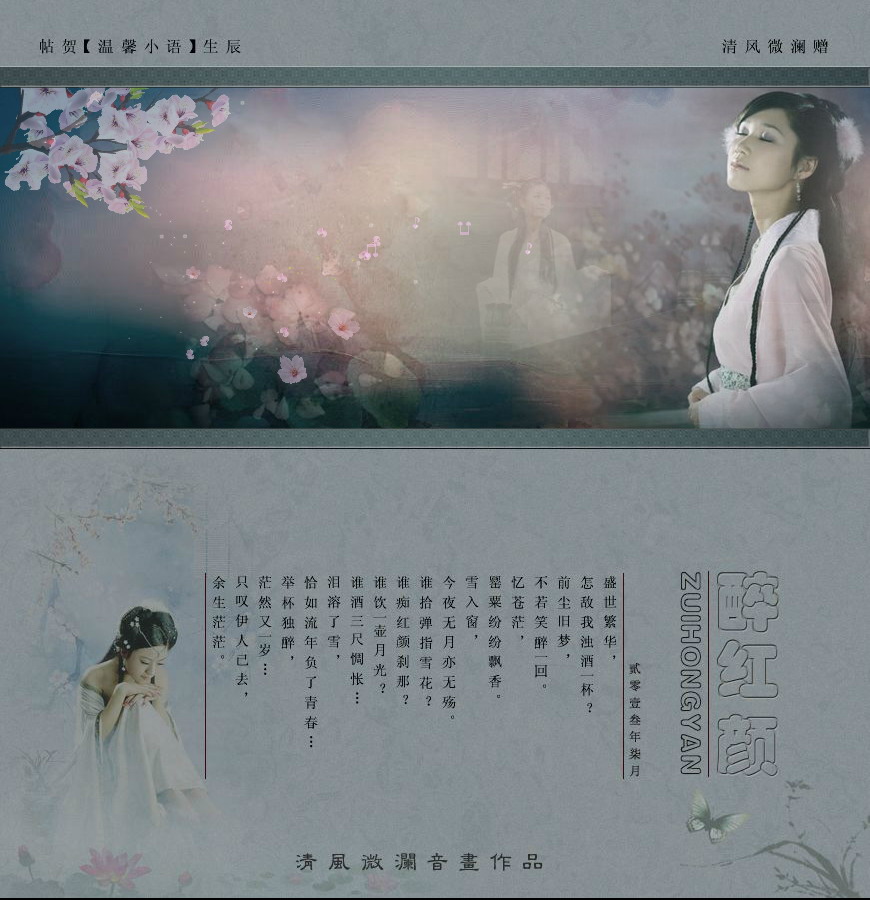 帖贺【温馨小语】生辰
清风微澜赠
醉红颜
ZUIHONGYAN
贰零壹叁年柒月
盛世繁华，
怎敌我浊酒一杯？
前尘旧梦，
不若笑醉一回。
忆苍茫，
罂粟纷纷飘香。
雪入窗，
今夜无月亦无殇。
谁拾弹指雪花？
谁痴红颜刹那？
谁饮一壶月光？
谁酒三尺惆怅…
泪溶了雪，
恰如流年负了青春…
举杯独醉，
茫然又一岁…
只叹伊人已去，
余生茫茫。
清風微瀾音畫作品